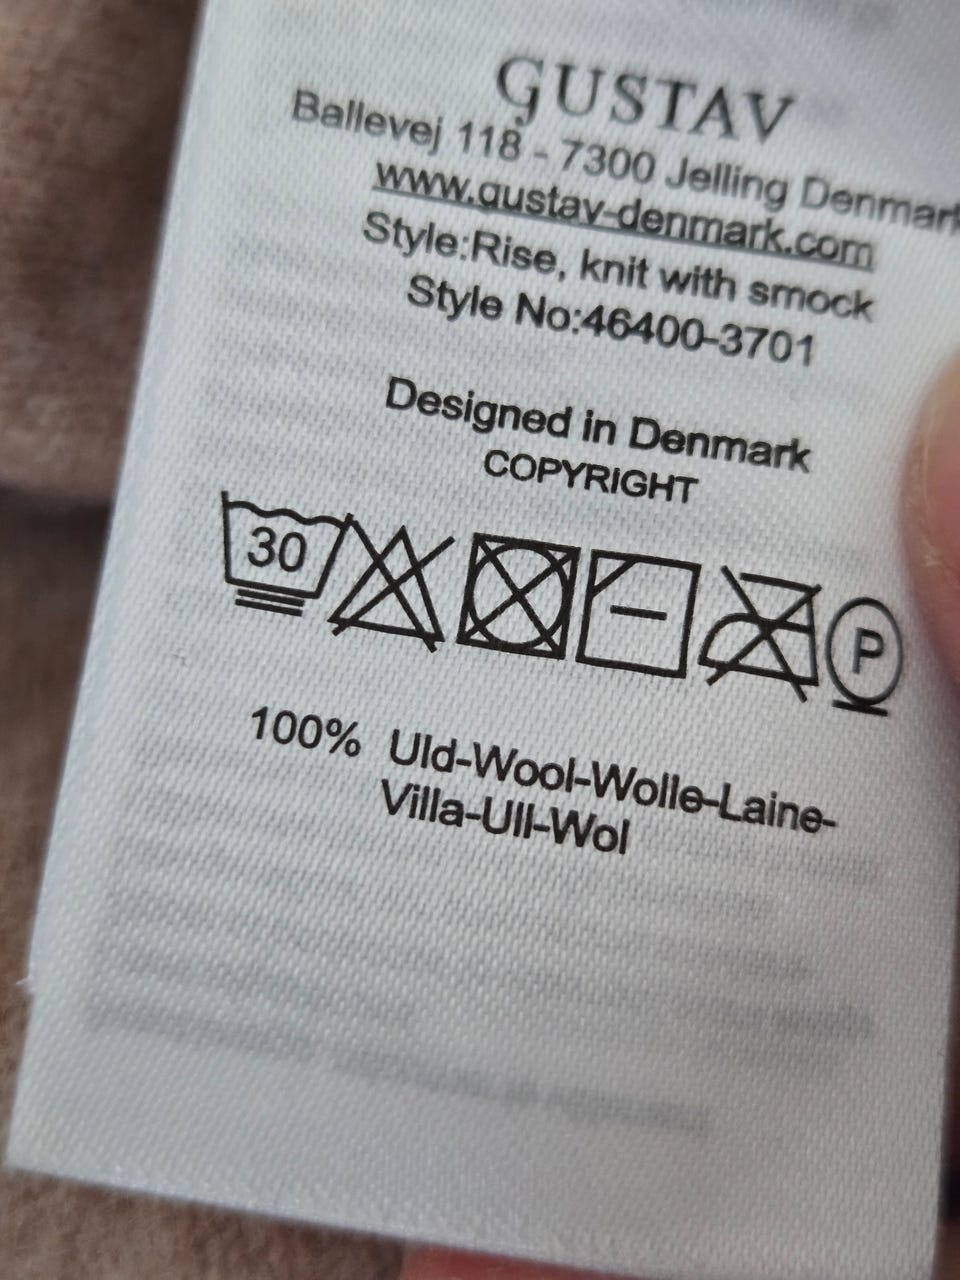 GUSTAV
Ballevej 118 - 7300 Jelling Denmark
www.gustav-denmark.com
Style:Rise, knit with smock
Style No:46400-3701
Designed in Denmark
COPYRIGHT
30
P
100% Uld-Wool-Wolle-Laine-
Villa-Ull-Wol